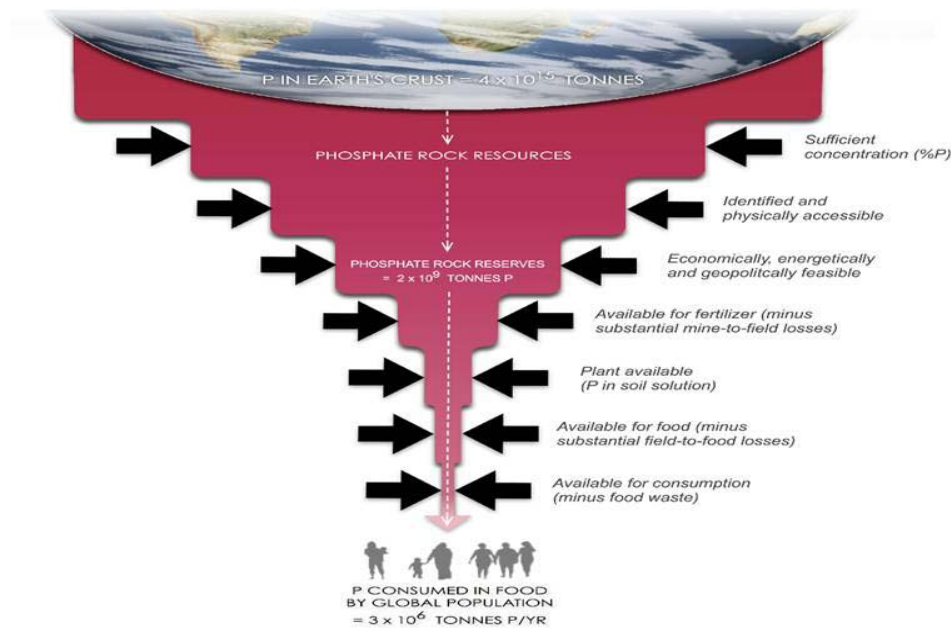 P IN EARTH'S CRUST = 4 x 10¹⁵ TONNES
Sufficient
concentration (%P)
PHOSPHATE ROCK RESOURCES
Identified and
physically accessible
PHOSPHATE ROCK RESERVES
= 2 x 10⁹ TONNES P
Economically, energetically
and geopolitcally feasible
Available for fertilizer (minus
substantial mine-to-field losses)
Plant available
(P in soil solution)
Available for food (minus
substantial field-to-food losses)
Available for consumption
(minus food waste)
P CONSUMED IN FOOD
BY GLOBAL POPULATION
= 3 x 10⁶ TONNES P/YR